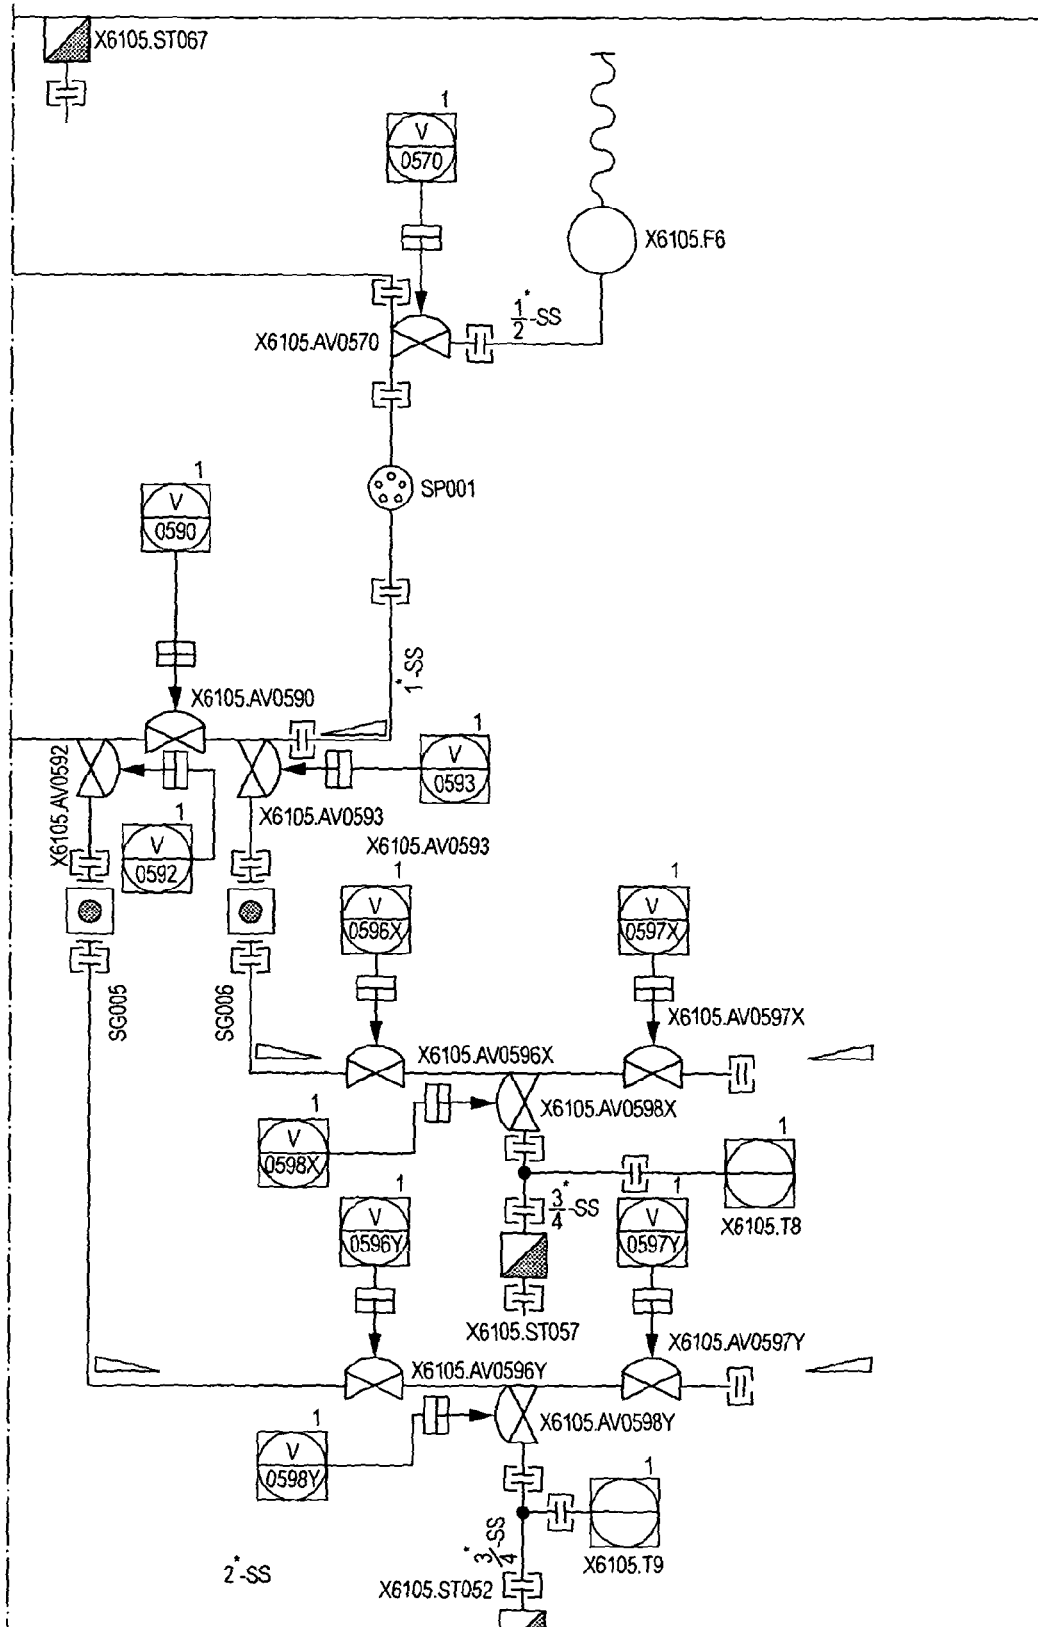 X6105.ST067
1
V
0570
X6105.F6
1"-SS
2
X6105.AV0570
SP001
1
V
0590
1"-SS
X6105.AV0590
1
V
0593
X6105.AV0592
X6105.AV0593
1
V
0592
X6105.AV0593
1
V
0596X
1
V
0597X
SG005
SG006
X6105.AV0597X
X6105.AV0596X
X6105.AV0598X
1
V
0598X
1
X6105.T8
3"-SS
4
1
V
0596Y
1
V
0597Y
X6105.ST057
X6105.AV0597Y
X6105.AV0596Y
X6105.AV0598Y
1
V
0598Y
1
X6105.T9
3/4"-SS
2"-SS
X6105.ST052